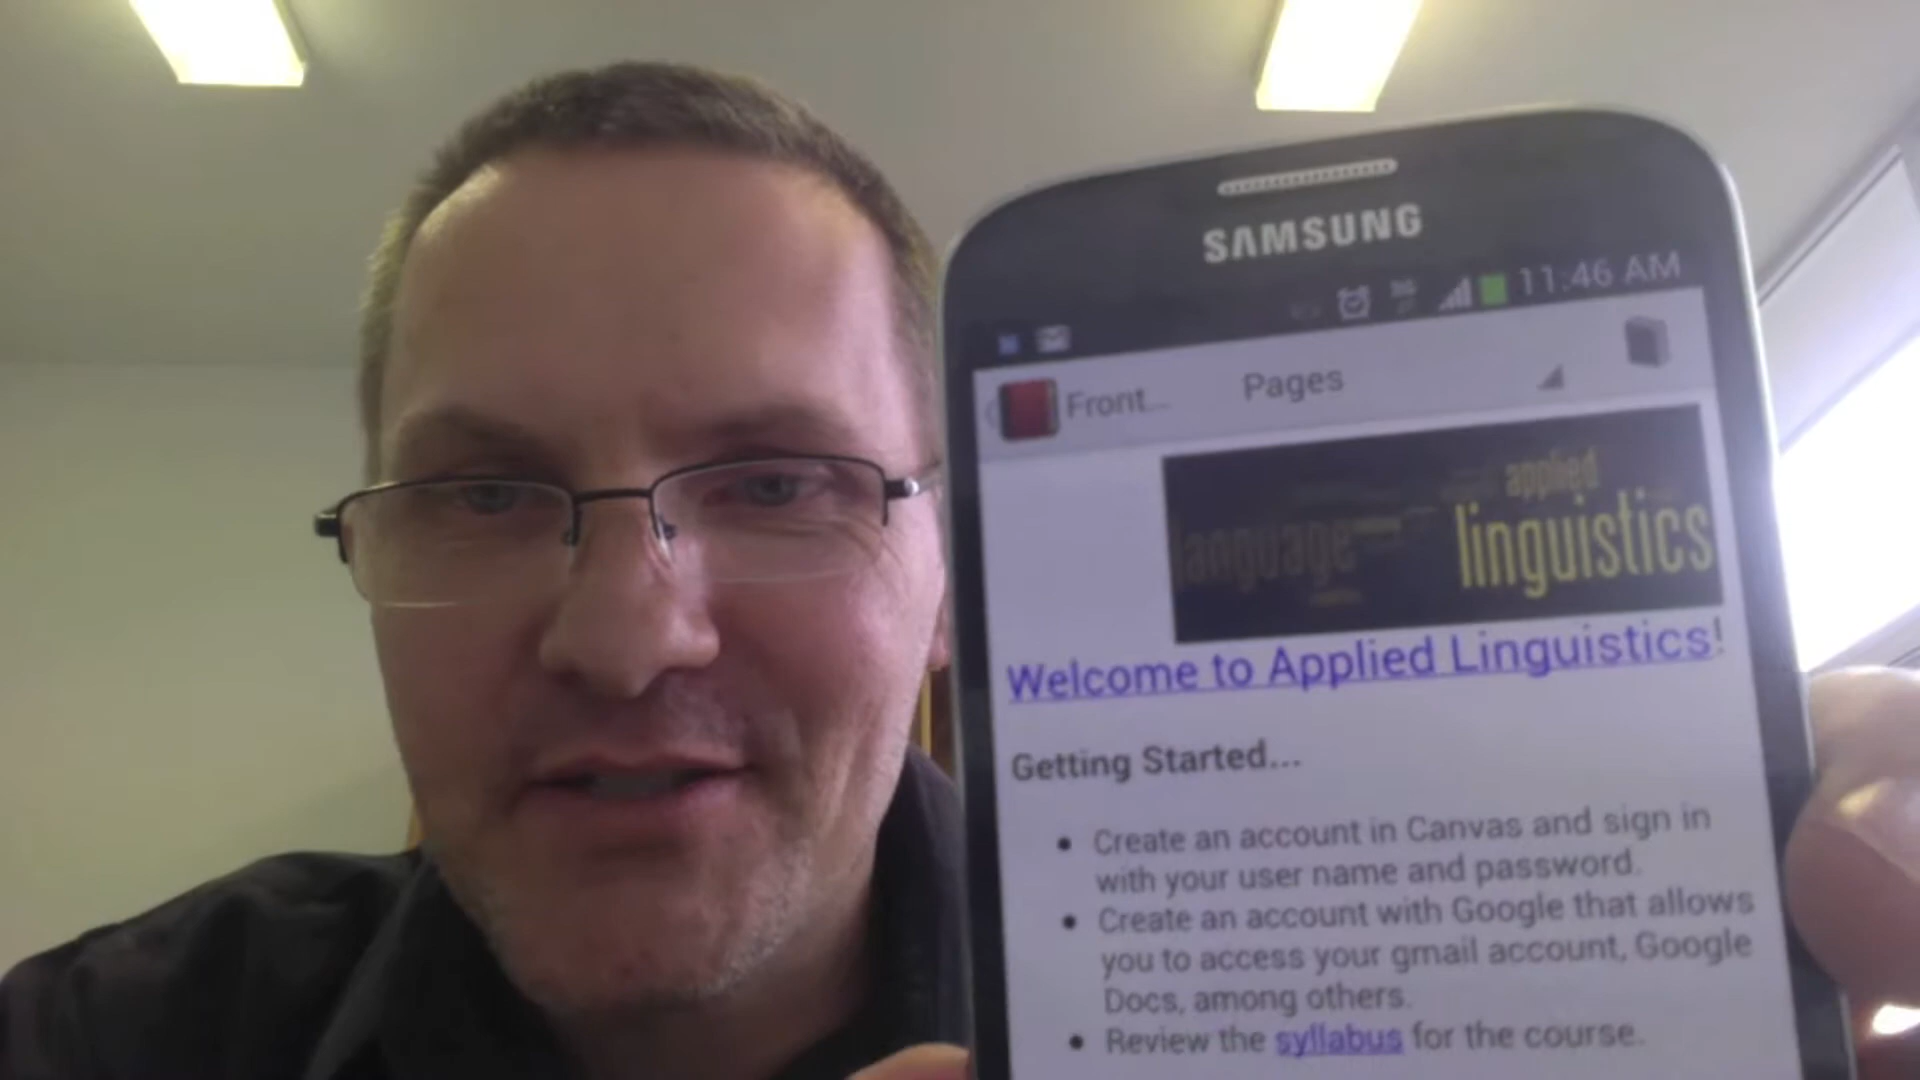 SAMSUNG
11:46 AM
Front...
Pages
applied
language
linguistics
Welcome to Applied Linguistics!
Getting Started...
• Create an account in Canvas and sign in
with your user name and password.
• Create an account with Google that allows
you to access your gmail account, Google
Docs, among others.
• Review the syllabus for the course.